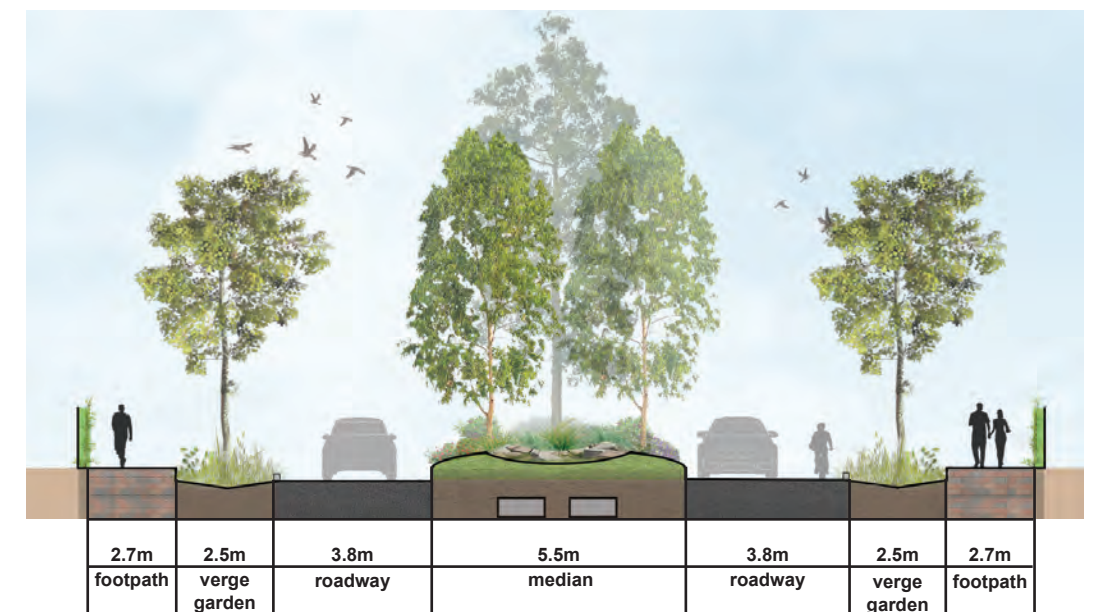 2.7m 2.5m 3.8m 5.5m 3.8m 2.5m 2.7m
footpath verge garden roadway median roadway verge garden footpath